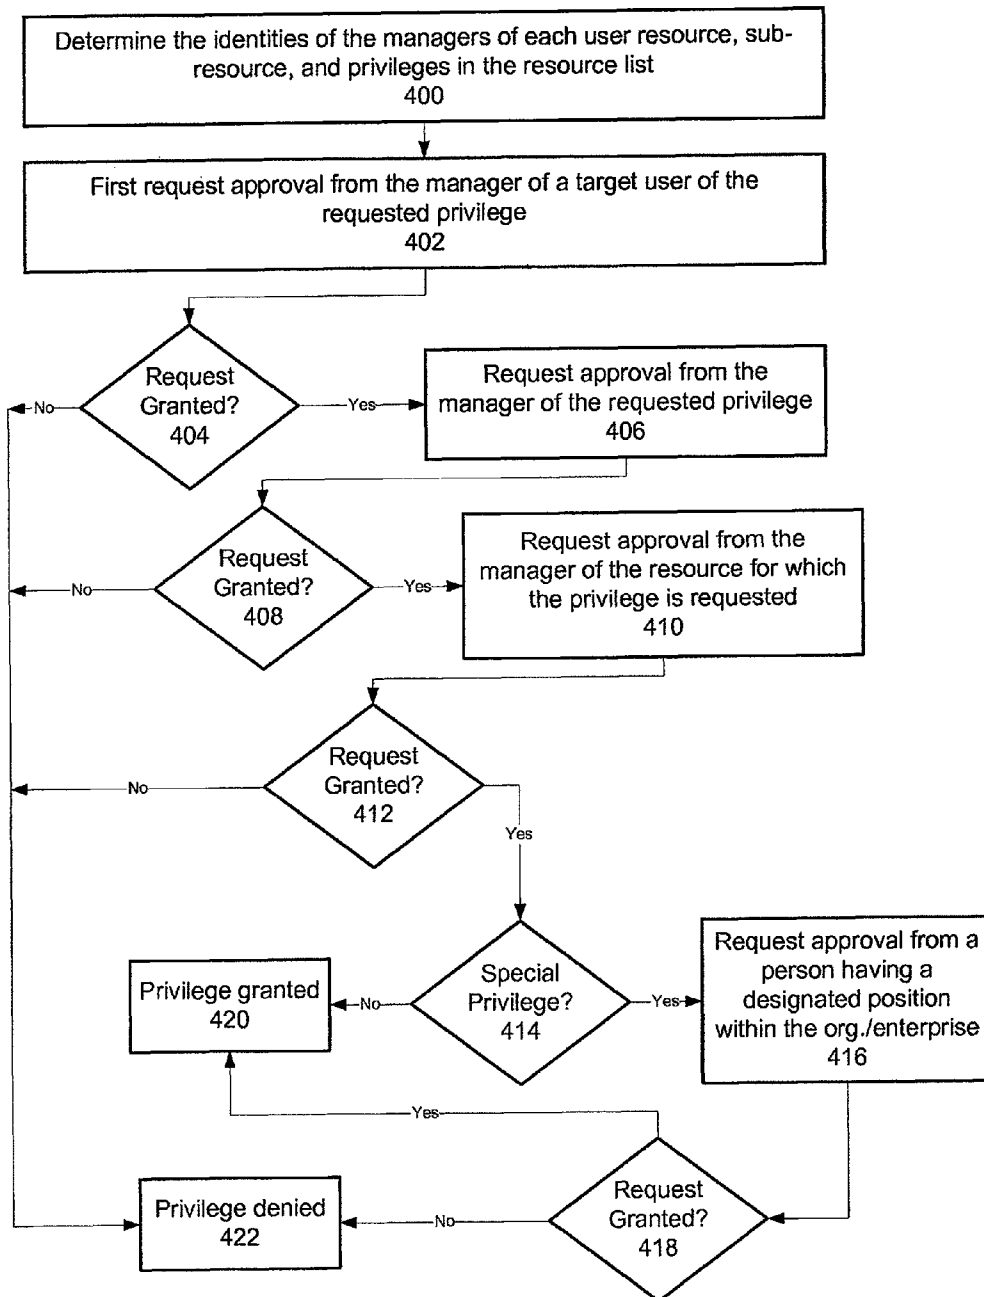 Determine the identities of the managers of each user resource, sub-
resource, and privileges in the resource list
400
First request approval from the manager of a target user of the
requested privilege
402
Request
Granted?
404
No
Yes
Request approval from the
manager of the requested privilege
406
Request
Granted?
408
No
Yes
Request approval from the
manager of the resource for which
the privilege is requested
410
Request
Granted?
412
No
Yes
Special
Privilege?
414
No
Yes
Privilege granted
420
Request approval from a
person having a
designated position
within the org./enterprise
416
Yes
Request
Granted?
418
No
Privilege denied
422